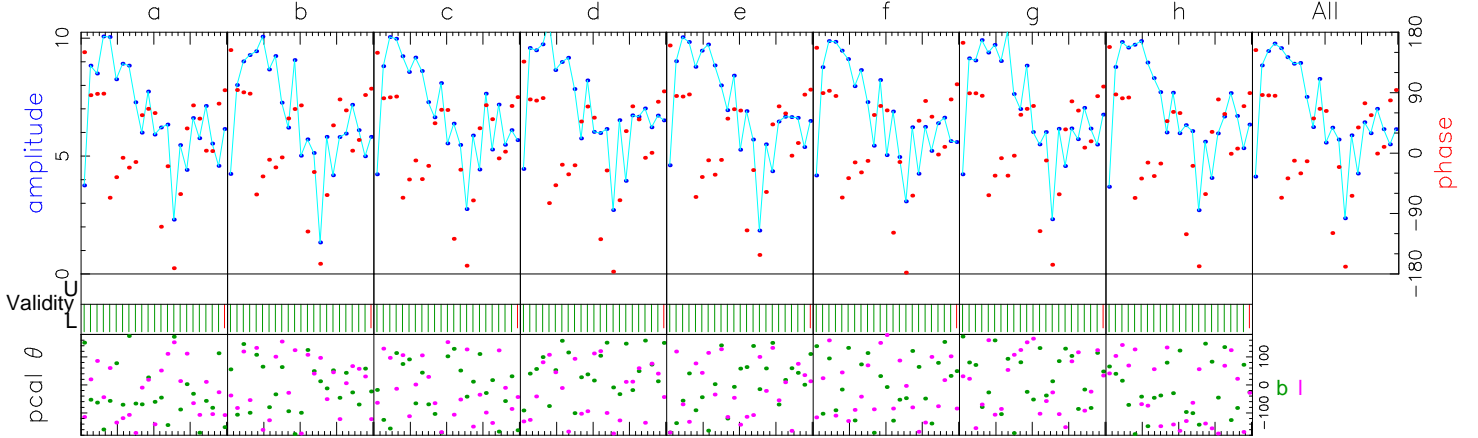 a b c d e f g h All
10
5
0
amplitude
180
90
0
-90
-180
phase
U
Validity
L
pcal θ
100
0
-100
b l